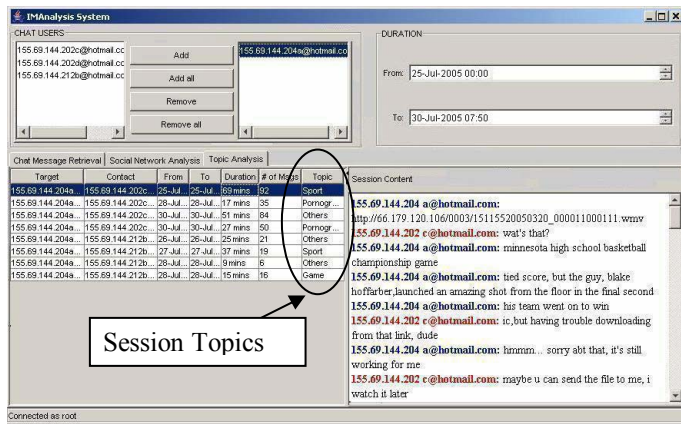 IMAnalysis System
CHAT USERS
155.69.144.202c@hotmail.cc
155.69.144.202d@hotmail.cc
155.69.144.212b@hotmail.cc
Add
Add all
Remove
Remove all
155.69.144.204a@hotmail.co
DURATION
From: 25-Jul-2005 00:00
To: 30-Jul-2005 07:50
Chat Message Retrieval Social Network Analysis Topic Analysis
Target Contact From To Duration # of Msgs Topic
155.69.144.204a... 155.69.144.202c... 25-Jul... 25-Jul... 69 mins 92 Sport
155.69.144.204a... 155.69.144.202c... 28-Jul... 28-Jul... 17 mins 35 Pornogr...
155.69.144.204a... 155.69.144.202c... 30-Jul... 30-Jul... 51 mins 84 Others
155.69.144.204a... 155.69.144.202c... 30-Jul... 30-Jul... 27 mins 50 Pornogr...
155.69.144.204a... 155.69.144.212b... 26-Jul... 26-Jul... 25 mins 21 Others
155.69.144.204a... 155.69.144.212b... 27-Jul... 27-Jul... 37 mins 19 Sport
155.69.144.204a... 155.69.144.212b... 28-Jul... 28-Jul... 9 mins 6 Others
155.69.144.204a... 155.69.144.212b... 28-Jul... 28-Jul... 15 mins 16 Game
Session Topics
Session Content
155.69.144.204 a@hotmail.com:
http://66.179.120.106/0003/15115520050320_000011000111.wmv
155.69.144.202 c@hotmail.com: wat's that?
155.69.144.204 a@hotmail.com: minnesota high school basketball
championship game
155.69.144.204 a@hotmail.com: tied score, but the guy, blake
hoffarber,launched an amazing shot from the floor in the final second
155.69.144.204 a@hotmail.com: his team went on to win
155.69.144.202 c@hotmail.com: ic,but having trouble downloading
from that link, dude
155.69.144.204 a@hotmail.com: hmmm... sorry abt that, it's still
working for me
155.69.144.202 c@hotmail.com: maybe u can send the file to me, i
watch it later
Connected as root